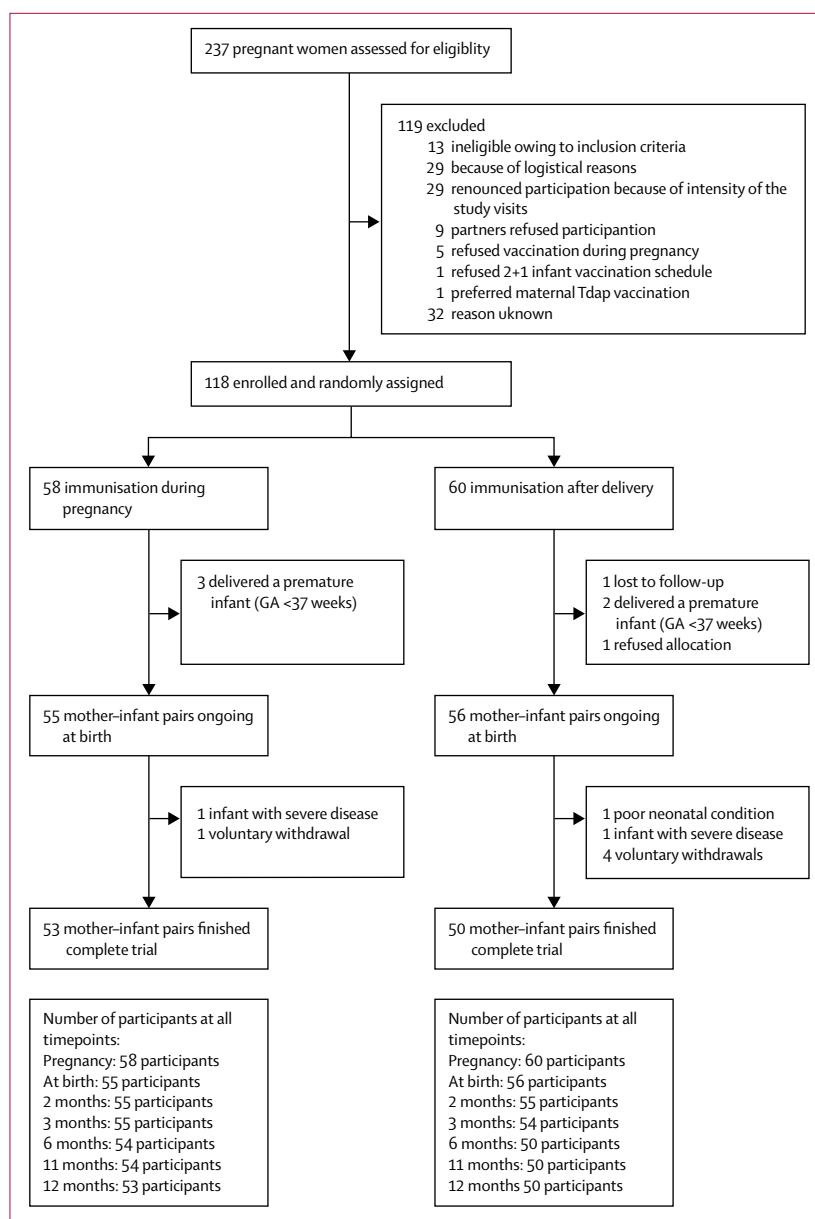 237 pregnant women assessed for eligiblity
119 excluded
13 ineligible owing to inclusion criteria
29 because of logistical reasons
29 renounced participation because of intensity of the
study visits
9 partners refused participantion
5 refused vaccination during pregnancy
1 refused 2+1 infant vaccination schedule
1 preferred maternal Tdap vaccination
32 reason uknown
118 enrolled and randomly assigned
58 immunisation during
pregnancy
60 immunisation after delivery
3 delivered a premature
infant (GA <37 weeks)
1 lost to follow-up
2 delivered a premature
infant (GA <37 weeks)
1 refused allocation
55 mother–infant pairs ongoing
at birth
56 mother–infant pairs ongoing
at birth
1 infant with severe disease
1 voluntary withdrawal
1 poor neonatal condition
1 infant with severe disease
4 voluntary withdrawals
53 mother–infant pairs finished
complete trial
50 mother–infant pairs finished
complete trial
Number of participants at all
timepoints:
Pregnancy: 58 participants
At birth: 55 participants
2 months: 55 participants
3 months: 55 participants
6 months: 54 participants
11 months: 54 participants
12 months: 53 participants
Number of participants at all
timepoints:
Pregnancy: 60 participants
At birth: 56 participants
2 months: 55 participants
3 months: 54 participants
6 months: 50 participants
11 months: 50 participants
12 months 50 participants